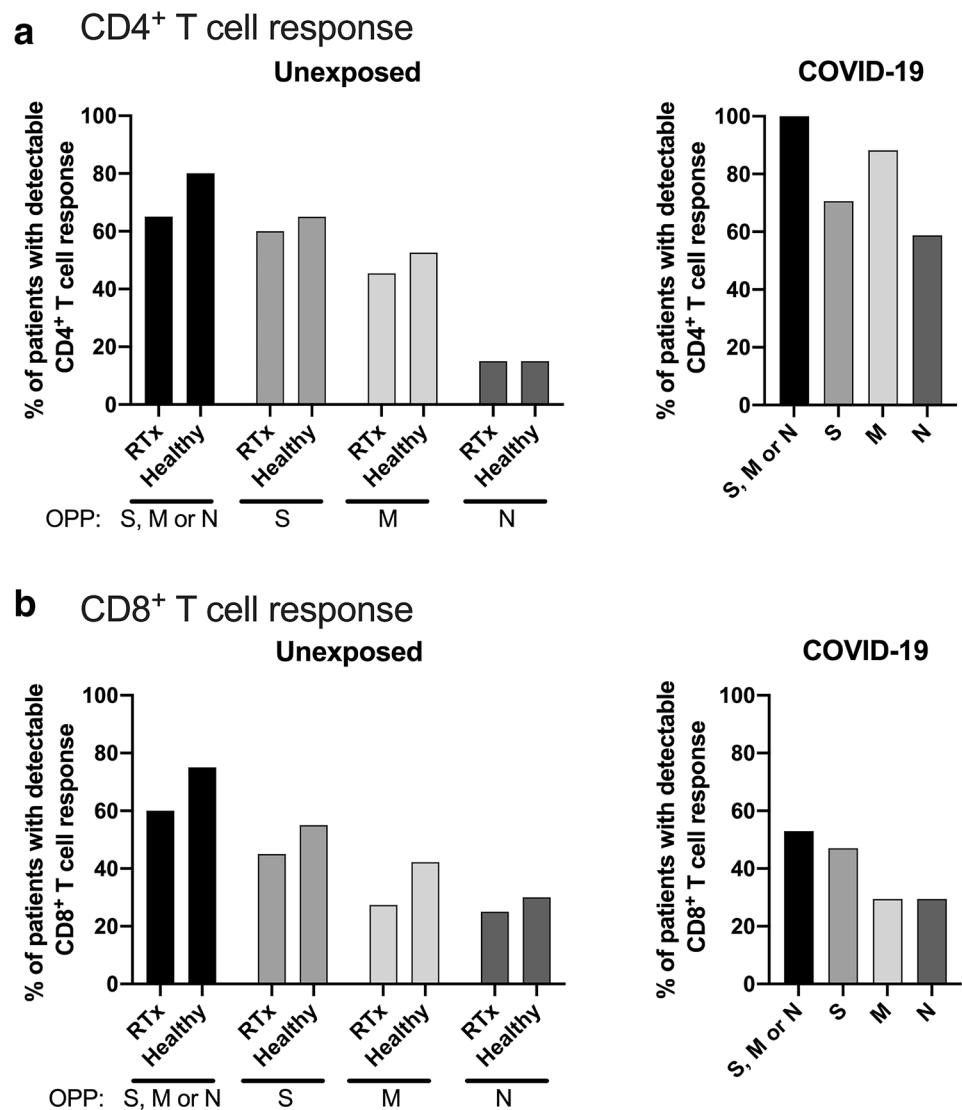 a CD4⁺ T cell response
Unexposed
% of patients with detectable
CD4⁺ T cell response
100
80
60
40
20
0
RTx
Healthy
RTx
Healthy
RTx
Healthy
RTx
Healthy
OPP: S, M or N S M N
COVID-19
% of patients with detectable
CD4⁺ T cell response
100
80
60
40
20
0
S, M or N
S
M
N
b CD8⁺ T cell response
Unexposed
% of patients with detectable
CD8⁺ T cell response
100
80
60
40
20
0
RTx
Healthy
RTx
Healthy
RTx
Healthy
RTx
Healthy
OPP: S, M or N S M N
COVID-19
% of patients with detectable
CD8⁺ T cell response
100
80
60
40
20
0
S, M or N
S
M
N